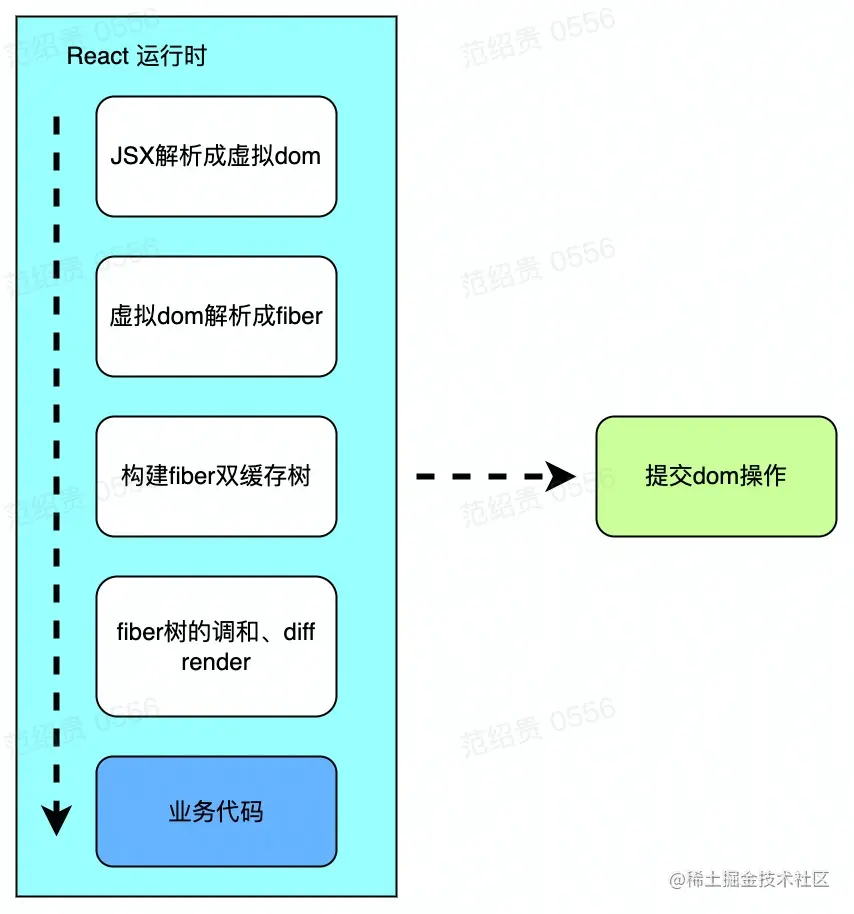 范绍贵 0556
范绍贵 0556
React 运行时
JSX解析成虚拟dom
范绍贵 0556
范绍贵 0556
虚拟dom解析成fiber
构建fiber双缓存树
提交dom操作
范绍贵 0556
范绍贵 0556
fiber树的调和、diff
render
范绍贵 0556
范绍贵 0556
业务代码
@稀土掘金技术社区